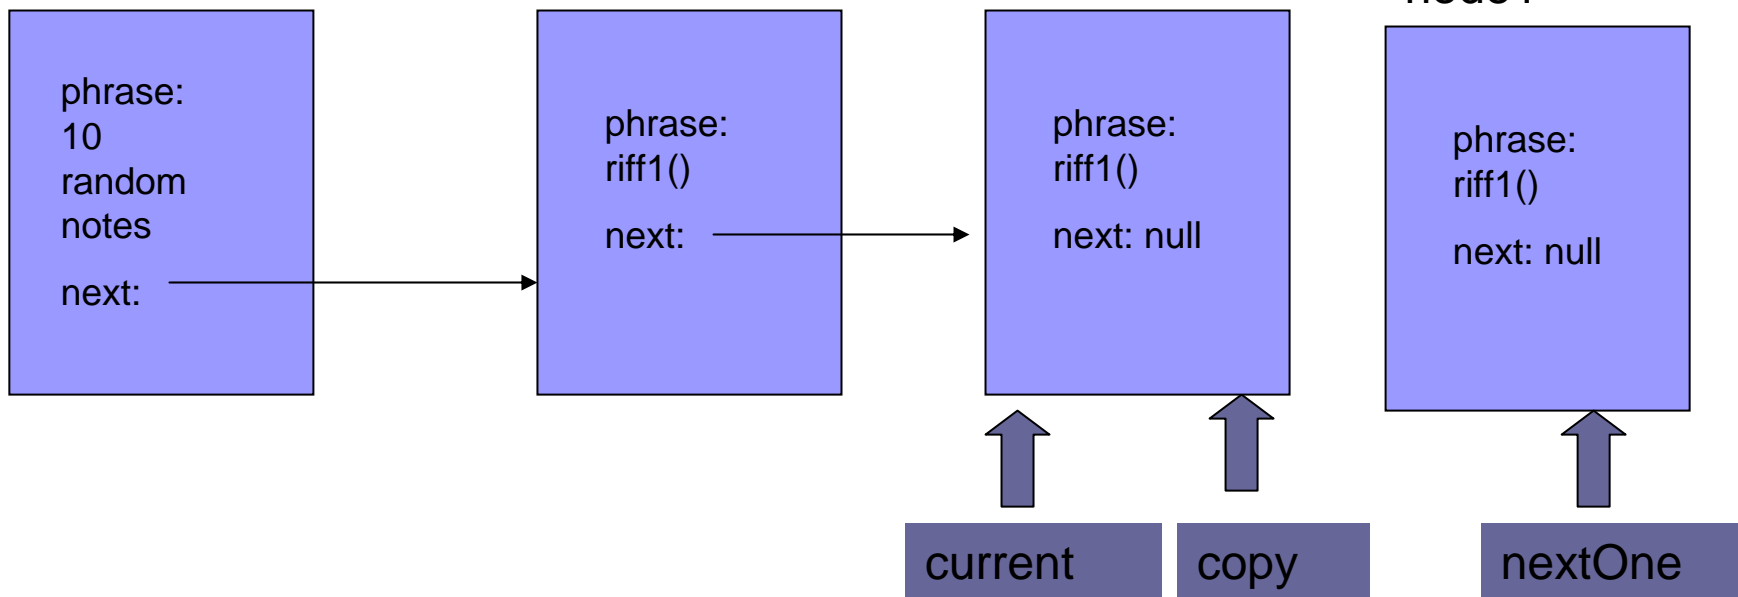 phrase:
10
random
notes
next:
phrase:
riff1()
next:
phrase:
riff1()
next: null
phrase:
riff1()
next: null
current
copy
nextOne